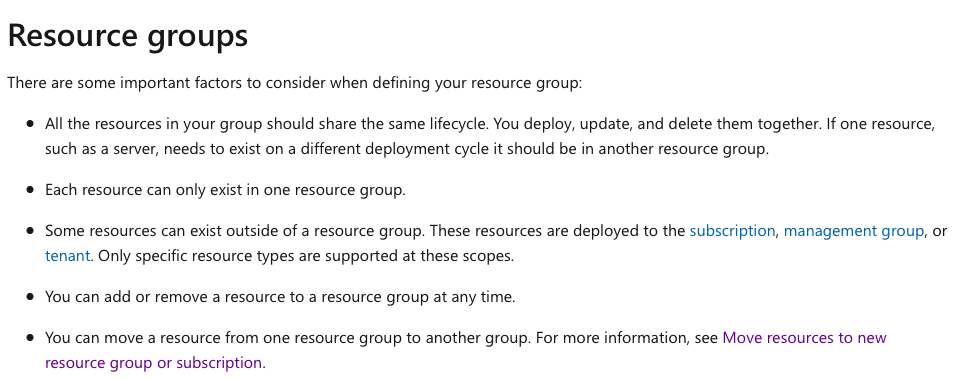 Resource groups
There are some important factors to consider when defining your resource group:
• All the resources in your group should share the same lifecycle. You deploy, update, and delete them together. If one resource,
such as a server, needs to exist on a different deployment cycle it should be in another resource group.
• Each resource can only exist in one resource group.
• Some resources can exist outside of a resource group. These resources are deployed to the subscription, management group, or
tenant. Only specific resource types are supported at these scopes.
• You can add or remove a resource to a resource group at any time.
• You can move a resource from one resource group to another group. For more information, see Move resources to new
resource group or subscription.